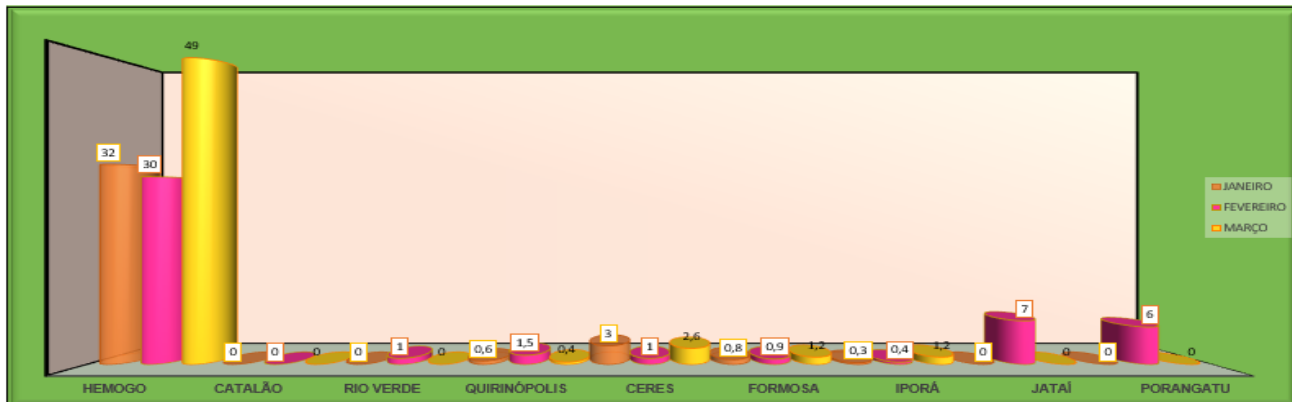 49
32
30
0 0 0
0 1 0
0,6 1,5 0,4
3 1 2,6
0,8 0,9 1,2
0,3 0,4 1,2
0 7 0
0 6 0
HEMOGO CATALÃO RIO VERDE QUIRINÓPOLIS CERES FORMOSA IPORÁ JATAÍ PORANGATU
JANEIRO
FEVEREIRO
MARÇO